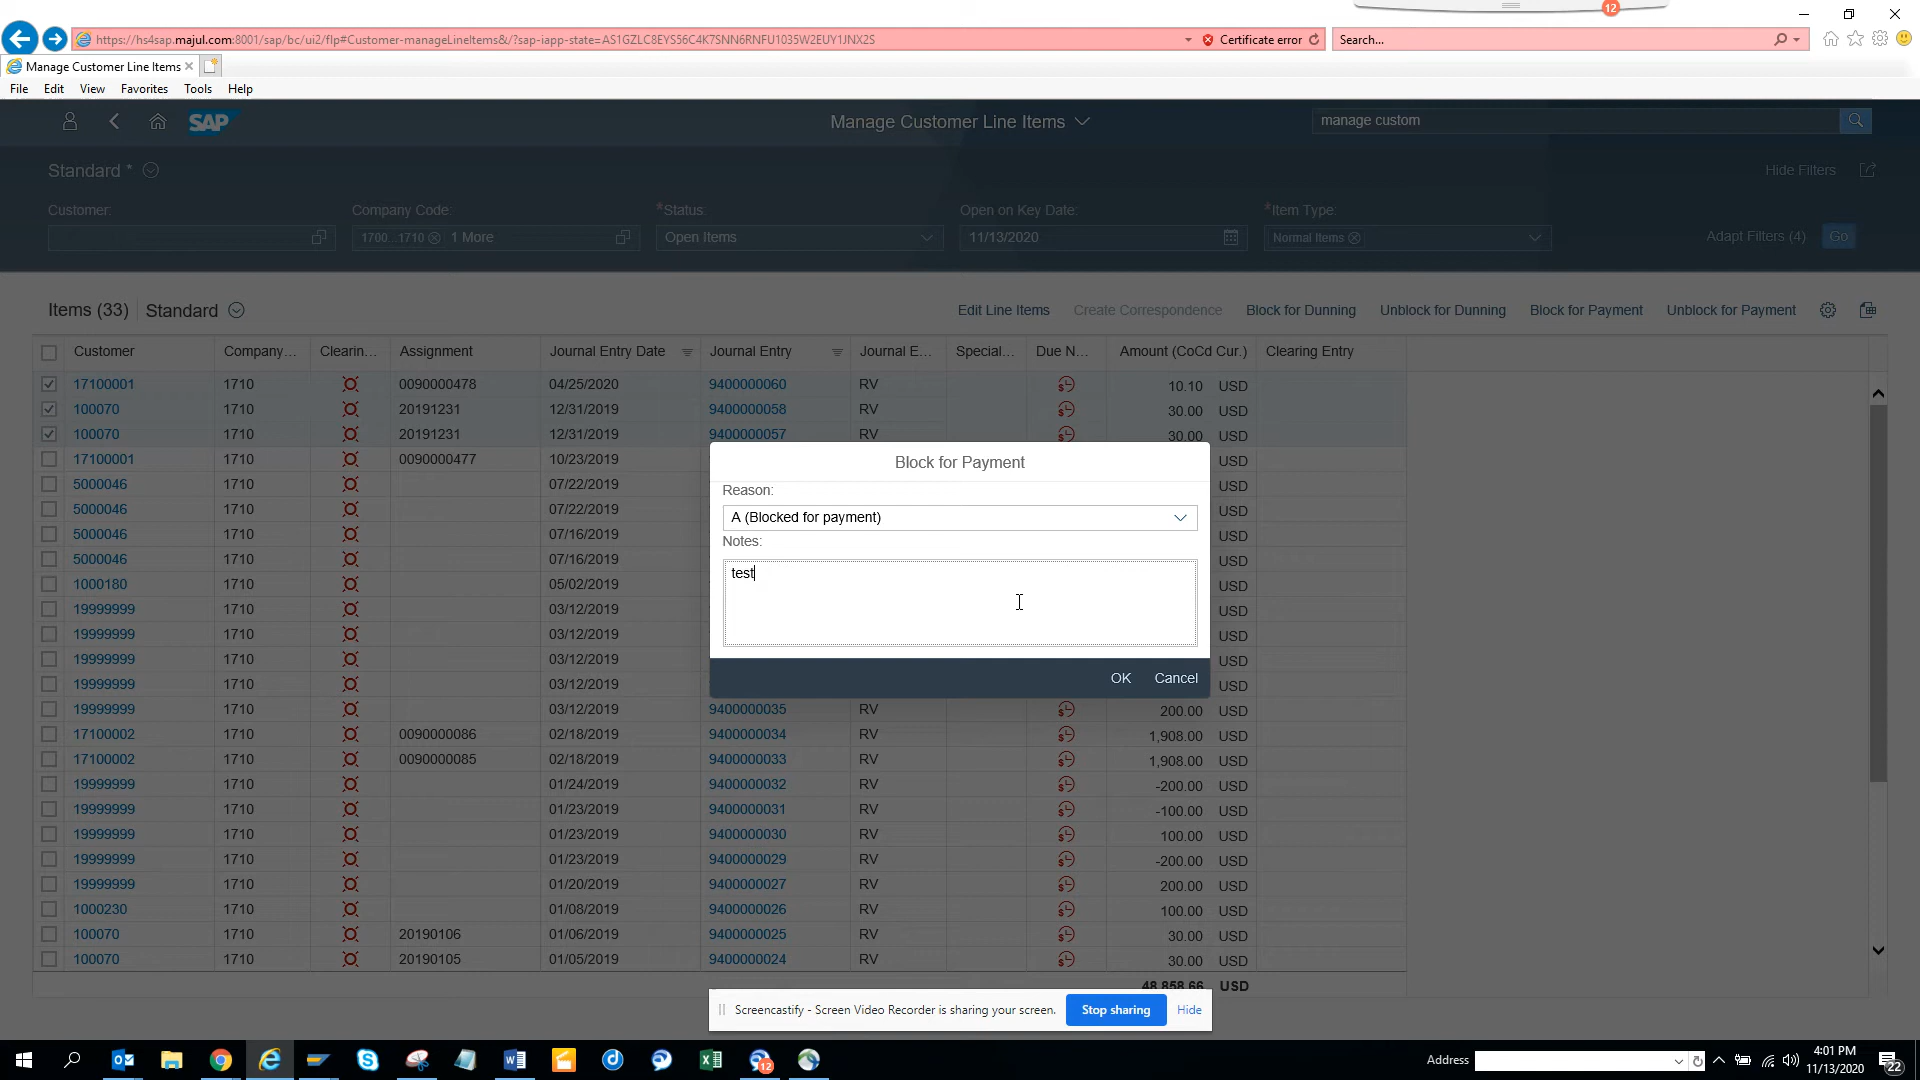 12
https://hs4sap.majul.com:8001/sap/bc/ui2/flp#Customer-manageLineItems&/?sap-iapp-state=AS1GZLC8EYS56C4K7SNN6RNFU1035W2EUY1JNX2S
Certificate error
Search...
Manage Customer Line Items
File Edit View Favorites Tools Help
SAP
Manage Customer Line Items
manage custom
Standard *
Hide Filters
Customer: Company Code: *Status: Open on Key Date: *Item Type:
1700...1710 1 More Open Items 11/13/2020 Normal Items Adapt Filters (4) Go
Items (33) Standard Edit Line Items Create Correspondence Block for Dunning Unblock for Dunning Block for Payment Unblock for Payment
Customer Company... Clearin... Assignment Journal Entry Date Journal Entry Journal E... Special... Due N... Amount (CoCd Cur.) Clearing Entry
17100001 1710 0090000478 04/25/2020 9400000060 RV 10.10 USD
100070 1710 20191231 12/31/2019 9400000058 RV 30.00 USD
100070 1710 20191231 12/31/2019 9400000057 RV 30.00 USD
17100001 1710 0090000477 10/23/2019 USD
5000046 1710 07/22/2019 USD
5000046 1710 07/22/2019 USD
5000046 1710 07/16/2019 USD
5000046 1710 07/16/2019 USD
1000180 1710 05/02/2019 USD
19999999 1710 03/12/2019 USD
19999999 1710 03/12/2019 USD
19999999 1710 03/12/2019 USD
19999999 1710 03/12/2019 USD
19999999 1710 03/12/2019 9400000035 RV 200.00 USD
17100002 1710 0090000086 02/18/2019 9400000034 RV 1,908.00 USD
17100002 1710 0090000085 02/18/2019 9400000033 RV 1,908.00 USD
19999999 1710 01/24/2019 9400000032 RV -200.00 USD
19999999 1710 01/23/2019 9400000031 RV -100.00 USD
19999999 1710 01/23/2019 9400000030 RV 100.00 USD
19999999 1710 01/23/2019 9400000029 RV -200.00 USD
19999999 1710 01/20/2019 9400000027 RV 200.00 USD
1000230 1710 01/08/2019 9400000026 RV 100.00 USD
100070 1710 20190106 01/06/2019 9400000025 RV 30.00 USD
100070 1710 20190105 01/05/2019 9400000024 RV 30.00 USD
48,858.66 USD
Block for Payment
Reason:
A (Blocked for payment)
Notes:
test
OK Cancel
Screencastify - Screen Video Recorder is sharing your screen. Stop sharing Hide
12
Address
4:01 PM
11/13/2020
22